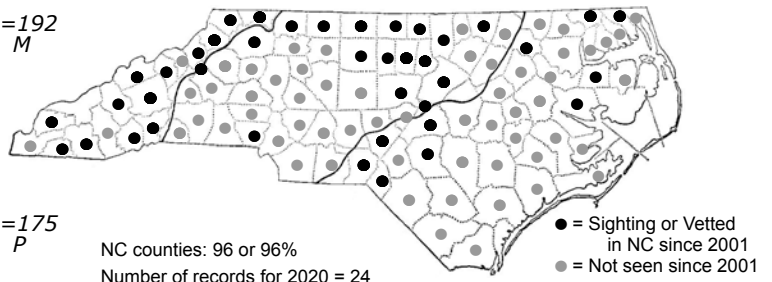 =192
M
=175
P
NC counties: 96 or 96%
Number of records for 2020 = 24
= Sighting or Vetted
in NC since 2001
= Not seen since 2001